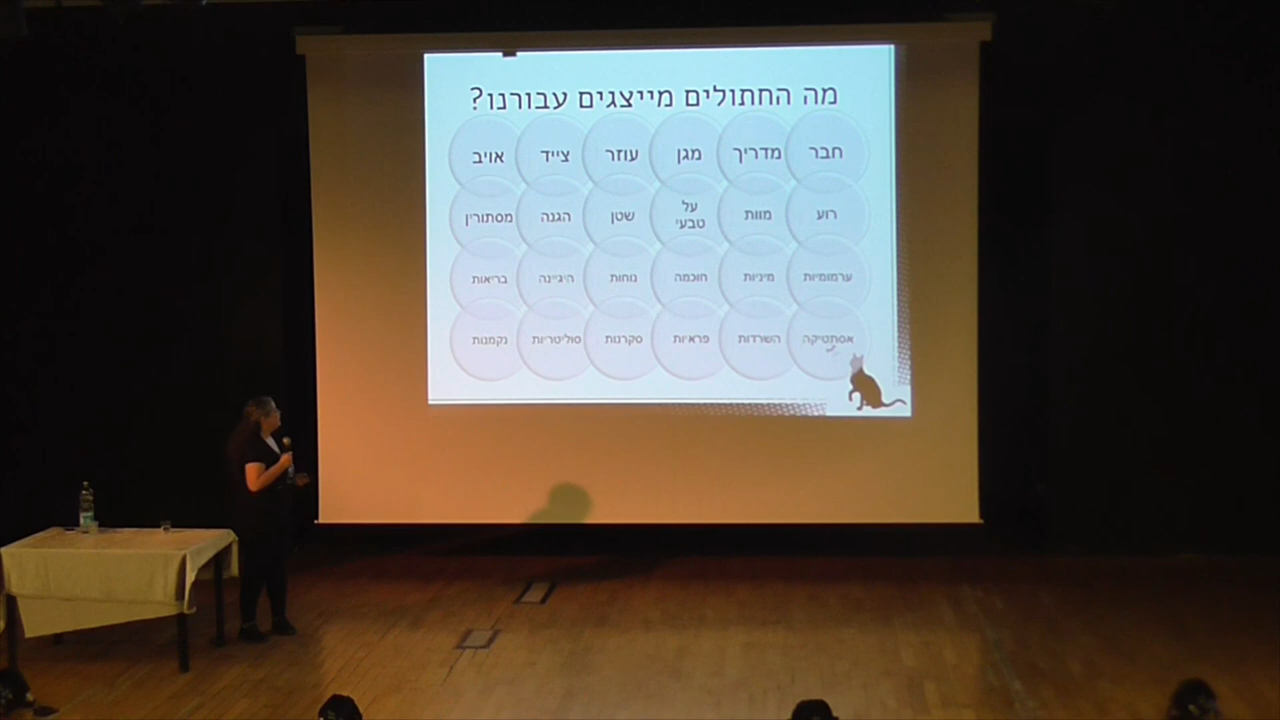 מה החתולים מייצגים עבורנו?
חבר מדריך מגן עוזר צייד אויב
רוע מוות על טבעי שטן הגנה מסתורין
ערמומיות מיניות חוכמה נוחות היגיינה בריאות
אסתטיקה השרדות פראיות סקרנות סוליטריות נקמנות